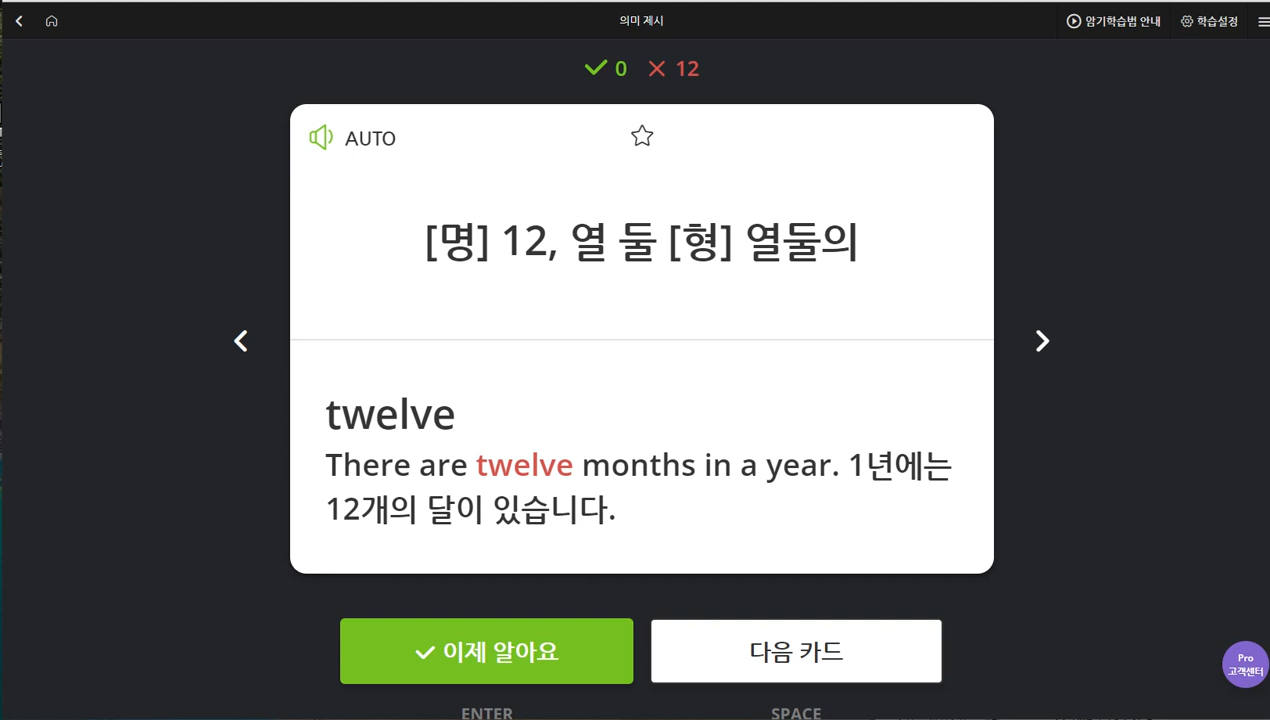 의미 제시
암기학습법 안내
학습설정
0
12
AUTO
[명] 12, 열 둘 [형] 열둘의
twelve
There are twelve months in a year. 1년에는
12개의 달이 있습니다.
이제 알아요
다음 카드
Pro
고객센터
ENTER
SPACE